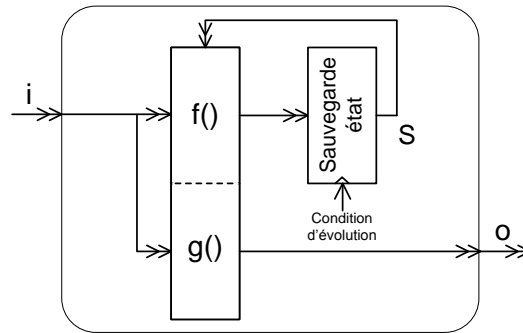 i
f()
Sauvegarde
état
S
Condition
d'évolution
g()
o